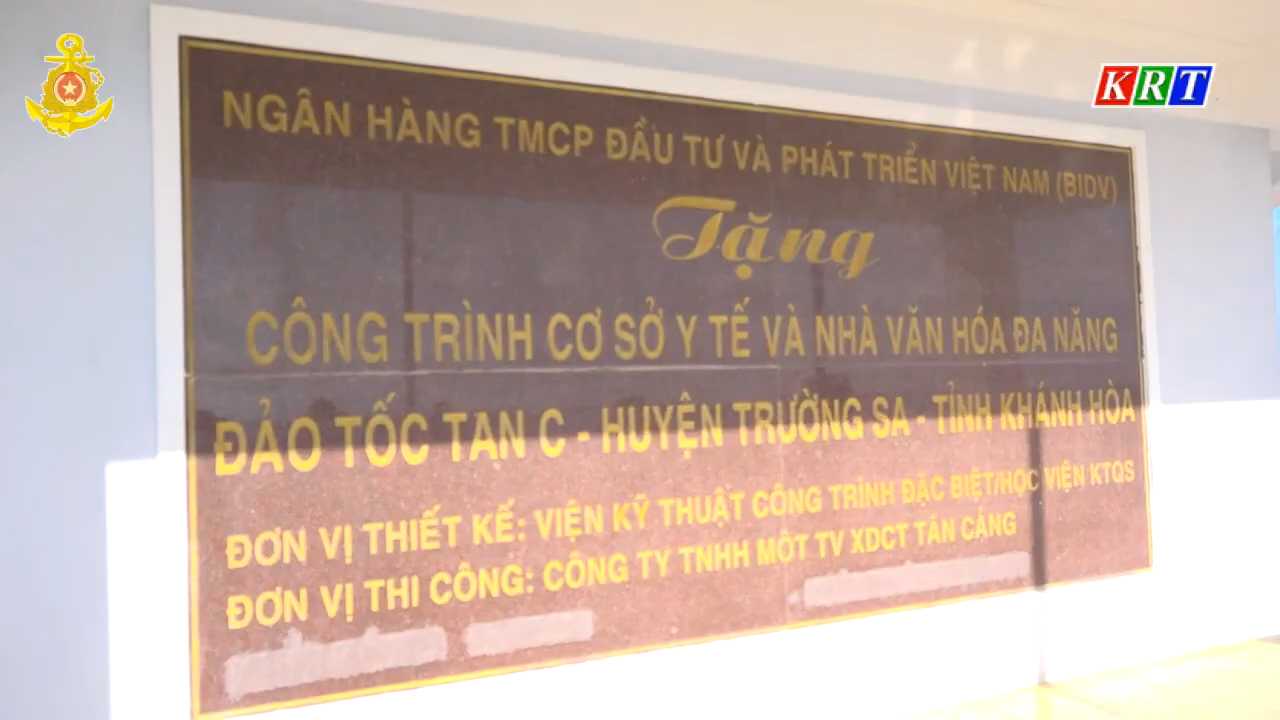 KRT
NGÂN HÀNG TMCP ĐẦU TƯ VÀ PHÁT TRIỂN VIỆT NAM (BIDV)
Tặng
CÔNG TRÌNH CƠ SỞ Y TẾ VÀ NHÀ VĂN HÓA ĐA NĂNG
ĐẢO TỐC TAN C - HUYỆN TRƯỜNG SA - TỈNH KHÁNH HÒA
ĐƠN VỊ THIẾT KẾ: VIỆN KỸ THUẬT CÔNG TRÌNH ĐẶC BIỆT/HỌC VIỆN KTQS
ĐƠN VỊ THI CÔNG: CÔNG TY TNHH MỘT TV XDCT TÂN CẢNG